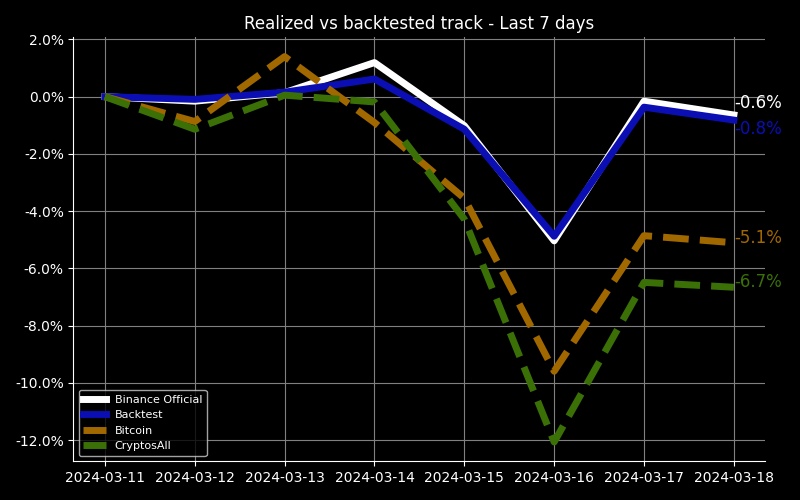 Realized vs backtested track - Last 7 days
2.0%
0.0%
-2.0%
-4.0%
-6.0%
-8.0%
-10.0%
-12.0%
-0.6%
-0.8%
-5.1%
-6.7%
Binance Official
Backtest
Bitcoin
CryptosAll
2024-03-11 2024-03-12 2024-03-13 2024-03-14 2024-03-15 2024-03-16 2024-03-17 2024-03-18